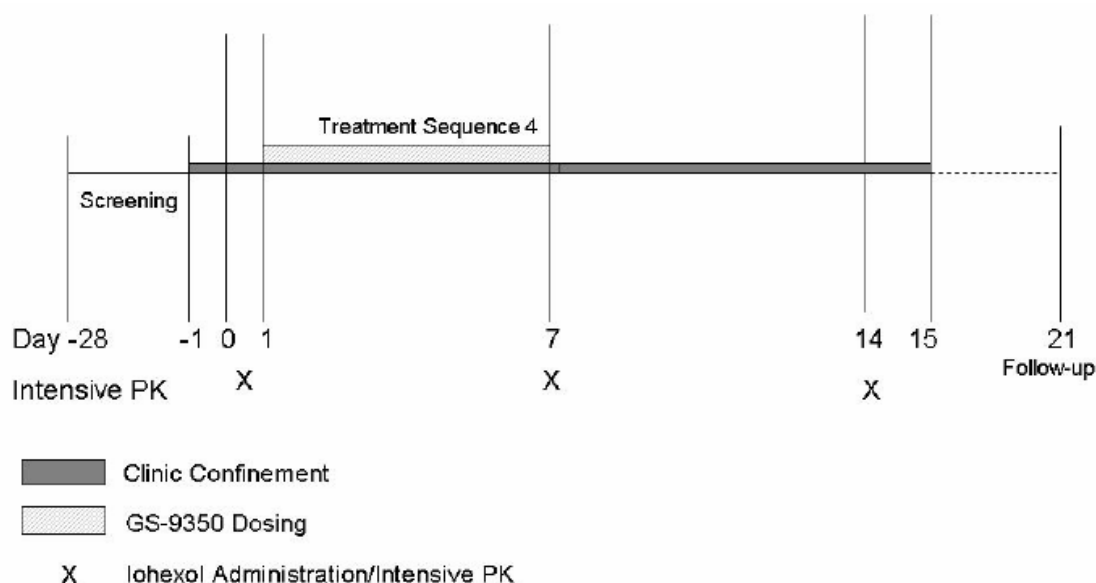 Treatment Sequence 4
Screening
Day -28 -1 0 1 7 14 15 21
Follow-up
Intensive PK X X X
Clinic Confinement
GS-9350 Dosing
X Iohexol Administration/Intensive PK